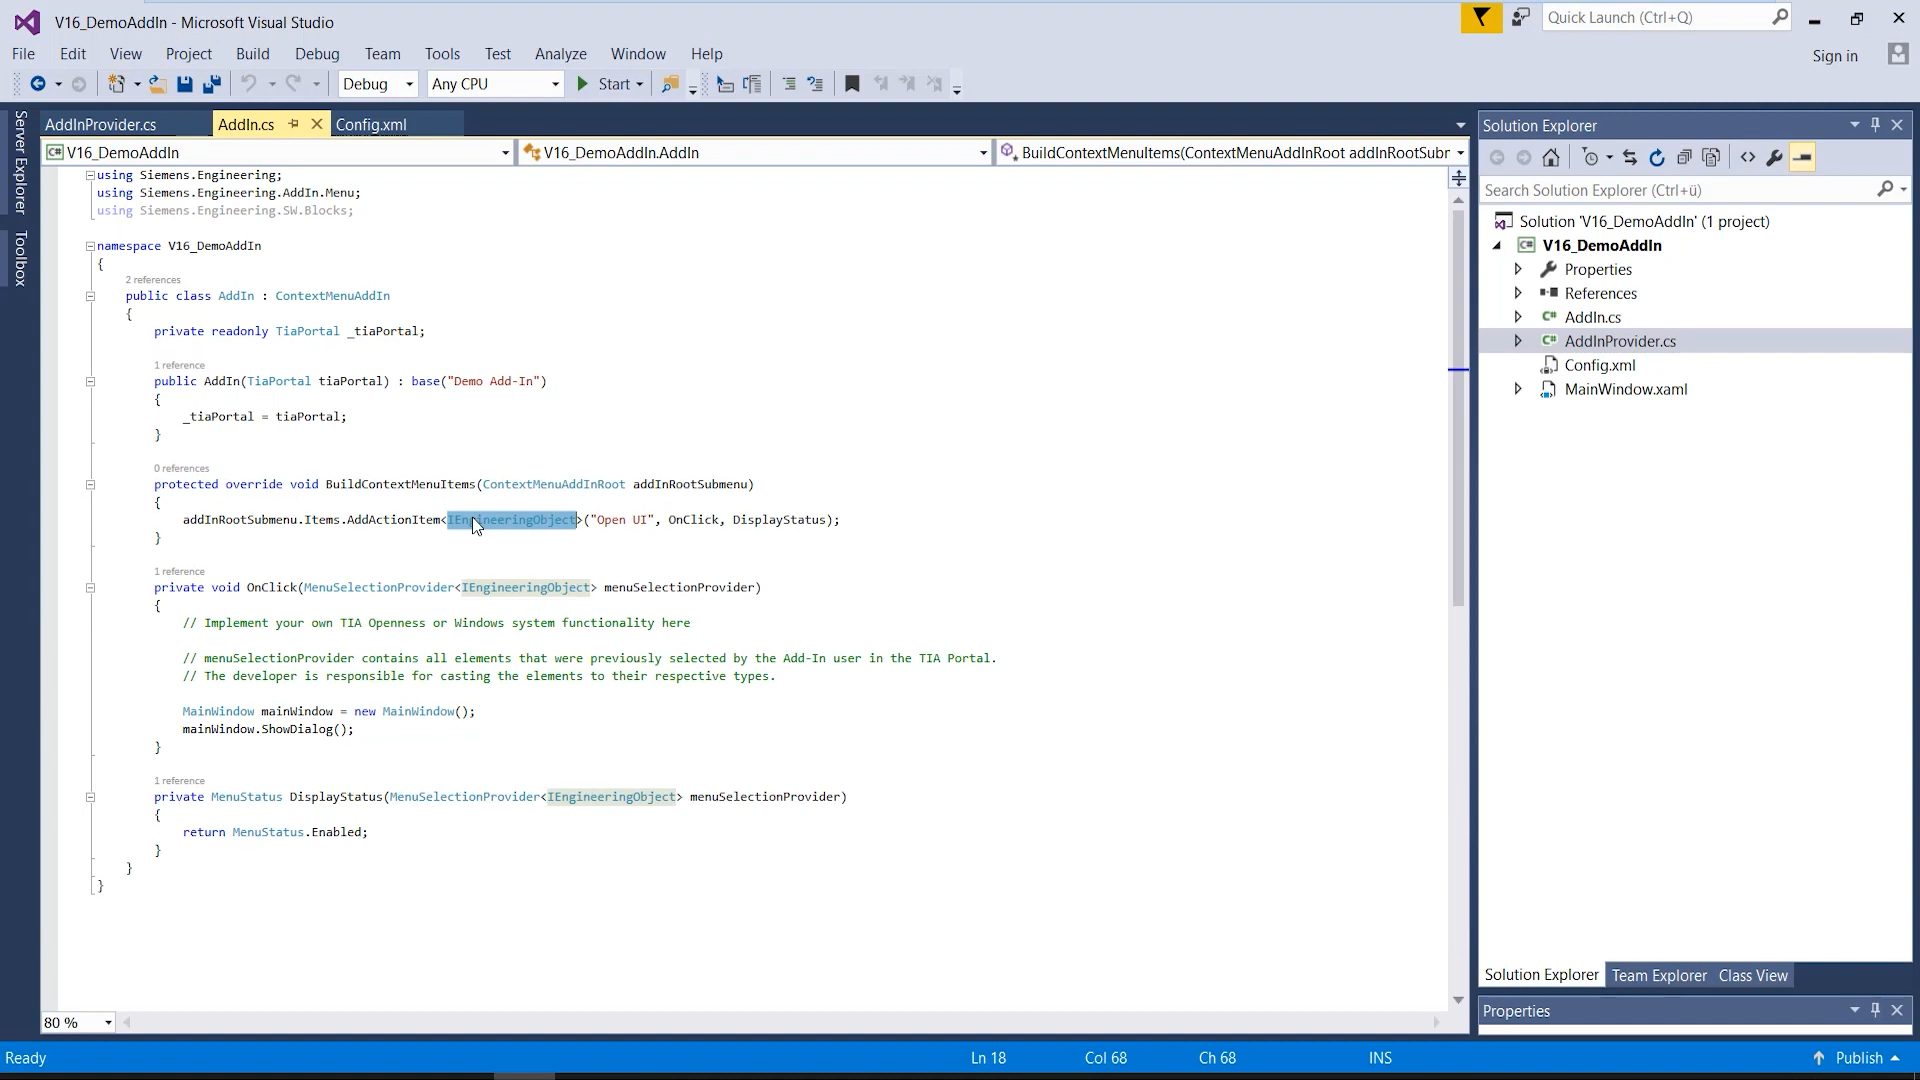 V16_DemoAddIn - Microsoft Visual Studio
Quick Launch (Ctrl+Q)
File Edit View Project Build Debug Team Tools Test Analyze Window Help
Sign in
Debug Any CPU Start
Server Explorer
Toolbox
AddInProvider.cs AddIn.cs Config.xml
V16_DemoAddIn V16_DemoAddIn.AddIn BuildContextMenuItems(ContextMenuAddInRoot addInRootSubr
using Siemens.Engineering;
using Siemens.Engineering.AddIn.Menu;
using Siemens.Engineering.SW.Blocks;
namespace V16_DemoAddIn
{
2 references
public class AddIn : ContextMenuAddIn
{
private readonly TiaPortal _tiaPortal;
1 reference
public AddIn(TiaPortal tiaPortal) : base("Demo Add-In")
{
_tiaPortal = tiaPortal;
}
0 references
protected override void BuildContextMenuItems(ContextMenuAddInRoot addInRootSubmenu)
{
addInRootSubmenu.Items.AddActionItem<IEngineeringObject>("Open UI", OnClick, DisplayStatus);
}
1 reference
private void OnClick(MenuSelectionProvider<IEngineeringObject> menuSelectionProvider)
{
// Implement your own TIA Openness or Windows system functionality here
// menuSelectionProvider contains all elements that were previously selected by the Add-In user in the TIA Portal.
// The developer is responsible for casting the elements to their respective types.
MainWindow mainWindow = new MainWindow();
mainWindow.ShowDialog();
}
1 reference
private MenuStatus DisplayStatus(MenuSelectionProvider<IEngineeringObject> menuSelectionProvider)
{
return MenuStatus.Enabled;
}
}
}
80 %
Solution Explorer
Search Solution Explorer (Ctrl+ü)
Solution 'V16_DemoAddIn' (1 project)
V16_DemoAddIn
Properties
References
AddIn.cs
AddInProvider.cs
Config.xml
MainWindow.xaml
Solution Explorer Team Explorer Class View
Properties
Ready Ln 18 Col 68 Ch 68 INS Publish